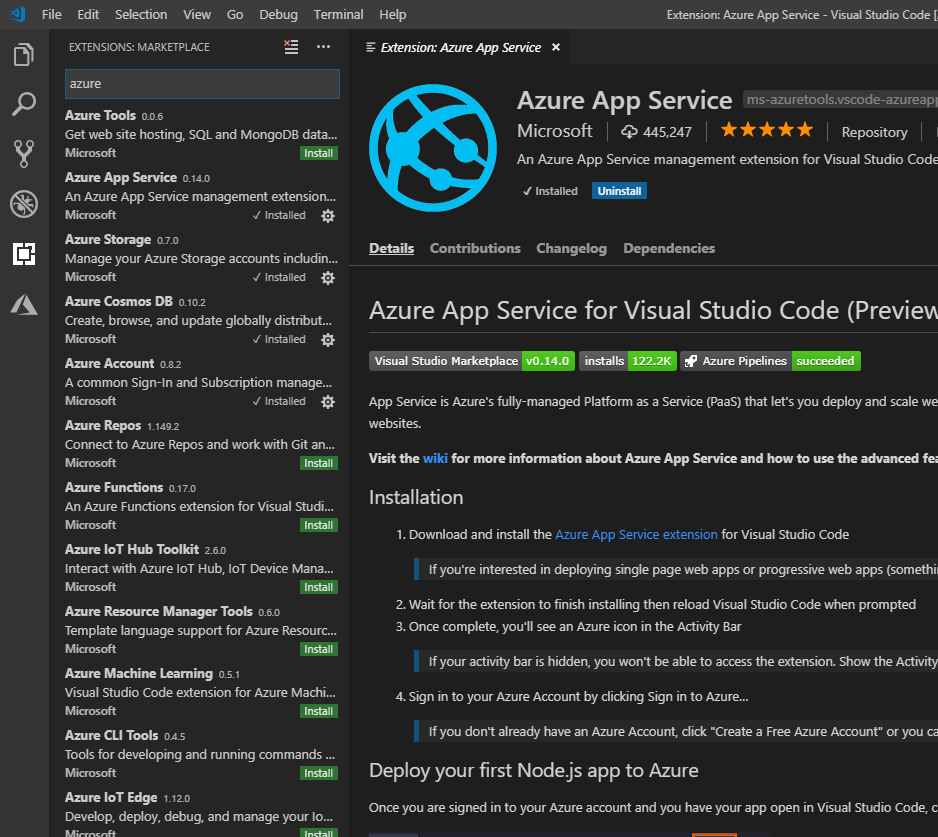 File Edit Selection View Go Debug Terminal Help
Extension: Azure App Service - Visual Studio Code [
EXTENSIONS: MARKETPLACE
azure
Azure Tools 0.0.6
Get web site hosting, SQL and MongoDB data...
Microsoft Install
Azure App Service 0.14.0
An Azure App Service management extension...
Microsoft ✓ Installed
Azure Storage 0.7.0
Manage your Azure Storage accounts includin...
Microsoft ✓ Installed
Azure Cosmos DB 0.10.2
Create, browse, and update globally distribut...
Microsoft ✓ Installed
Azure Account 0.8.2
A common Sign-In and Subscription manage...
Microsoft ✓ Installed
Azure Repos 1.149.2
Connect to Azure Repos and work with Git an...
Microsoft Install
Azure Functions 0.17.0
An Azure Functions extension for Visual Studi...
Microsoft Install
Azure IoT Hub Toolkit 2.6.0
Interact with Azure IoT Hub, IoT Device Mana...
Microsoft Install
Azure Resource Manager Tools 0.6.0
Template language support for Azure Resourc...
Microsoft Install
Azure Machine Learning 0.5.1
Visual Studio Code extension for Azure Machi...
Microsoft Install
Azure CLI Tools 0.4.5
Tools for developing and running commands ...
Microsoft Install
Azure IoT Edge 1.12.0
Develop, deploy, debug, and manage your Io...
Microsoft Install
Extension: Azure App Service ×
Azure App Service ms-azuretools.vscode-azureapp
Microsoft 445,247 ★★★★★ Repository
An Azure App Service management extension for Visual Studio Code
✓ Installed Uninstall
Details Contributions Changelog Dependencies
Azure App Service for Visual Studio Code (Preview
Visual Studio Marketplace v0.14.0 installs 122.2K Azure Pipelines succeeded
App Service is Azure's fully-managed Platform as a Service (PaaS) that let's you deploy and scale we
websites.
Visit the wiki for more information about Azure App Service and how to use the advanced fea
Installation
1. Download and install the Azure App Service extension for Visual Studio Code
If you're interested in deploying single page web apps or progressive web apps (somethin
2. Wait for the extension to finish installing then reload Visual Studio Code when prompted
3. Once complete, you'll see an Azure icon in the Activity Bar
If your activity bar is hidden, you won't be able to access the extension. Show the Activity
4. Sign in to your Azure Account by clicking Sign in to Azure...
If you don't already have an Azure Account, click "Create a Free Azure Account" or you ca
Deploy your first Node.js app to Azure
Once you are signed in to your Azure account and you have your app open in Visual Studio Code, c